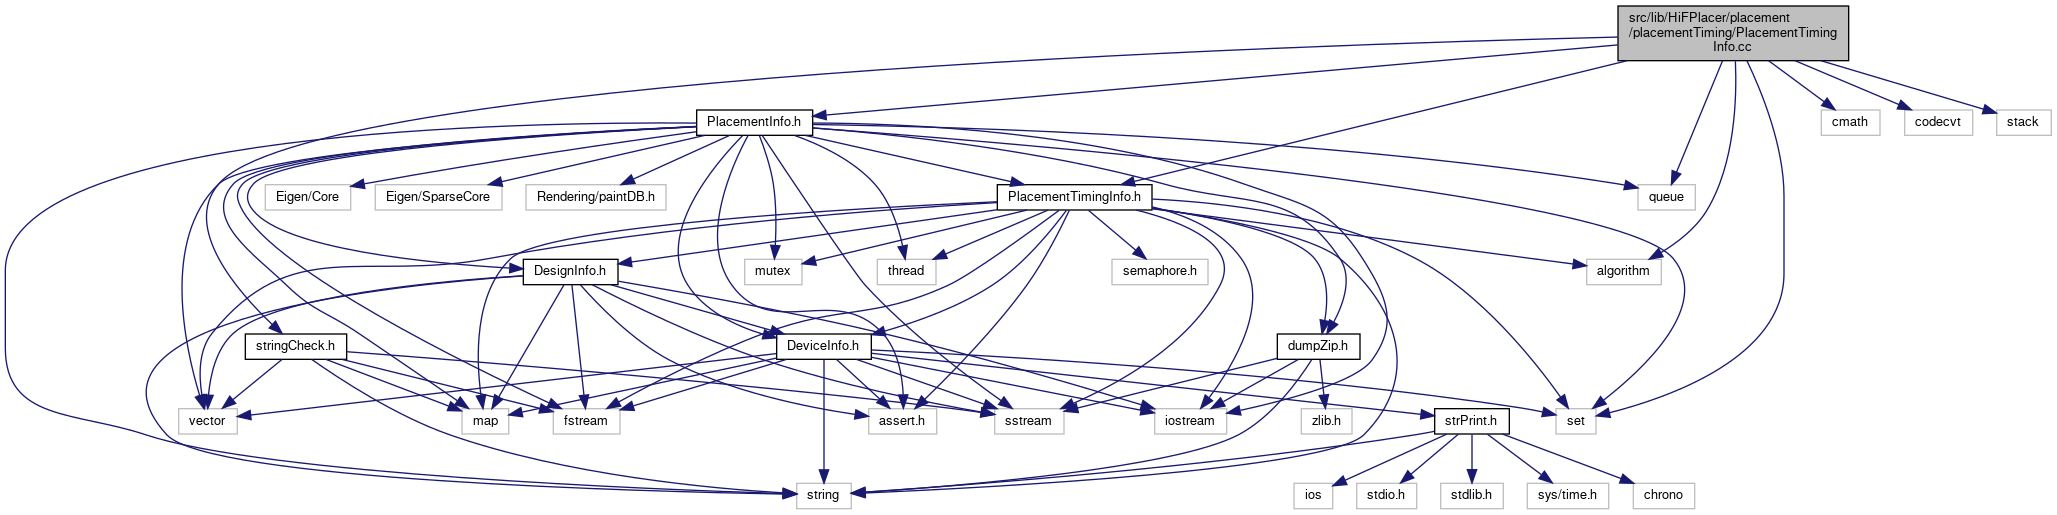 src/lib/HiFPlacer/placement
/placementTiming/PlacementTiming
Info.cc
PlacementInfo.h
cmath
codecvt
stack
Eigen/Core
Eigen/SparseCore
Rendering/paintDB.h
PlacementTimingInfo.h
queue
DesignInfo.h
mutex
thread
semaphore.h
algorithm
stringCheck.h
DeviceInfo.h
dumpZip.h
vector
map
fstream
assert.h
sstream
iostream
zlib.h
strPrint.h
set
string
ios
stdio.h
stdlib.h
sys/time.h
chrono